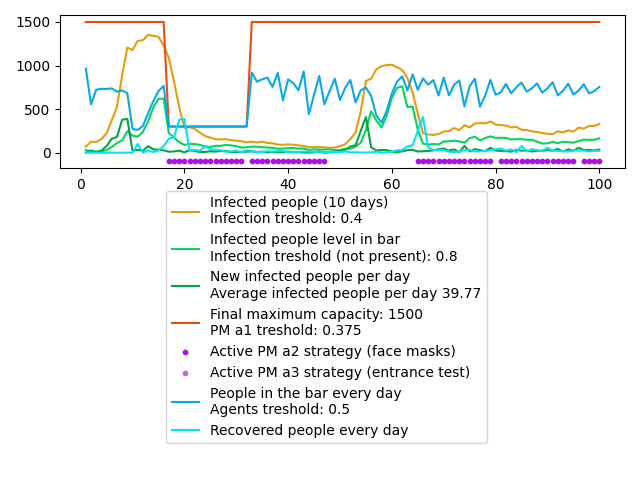 1500
1000
500
0
0 20 40 60 80 100
Infected people (10 days)
Infection treshold: 0.4
Infected people level in bar
Infection treshold (not present): 0.8
New infected people per day
Average infected people per day 39.77
Final maximum capacity: 1500
PM a1 treshold: 0.375
Active PM a2 strategy (face masks)
Active PM a3 strategy (entrance test)
People in the bar every day
Agents treshold: 0.5
Recovered people every day